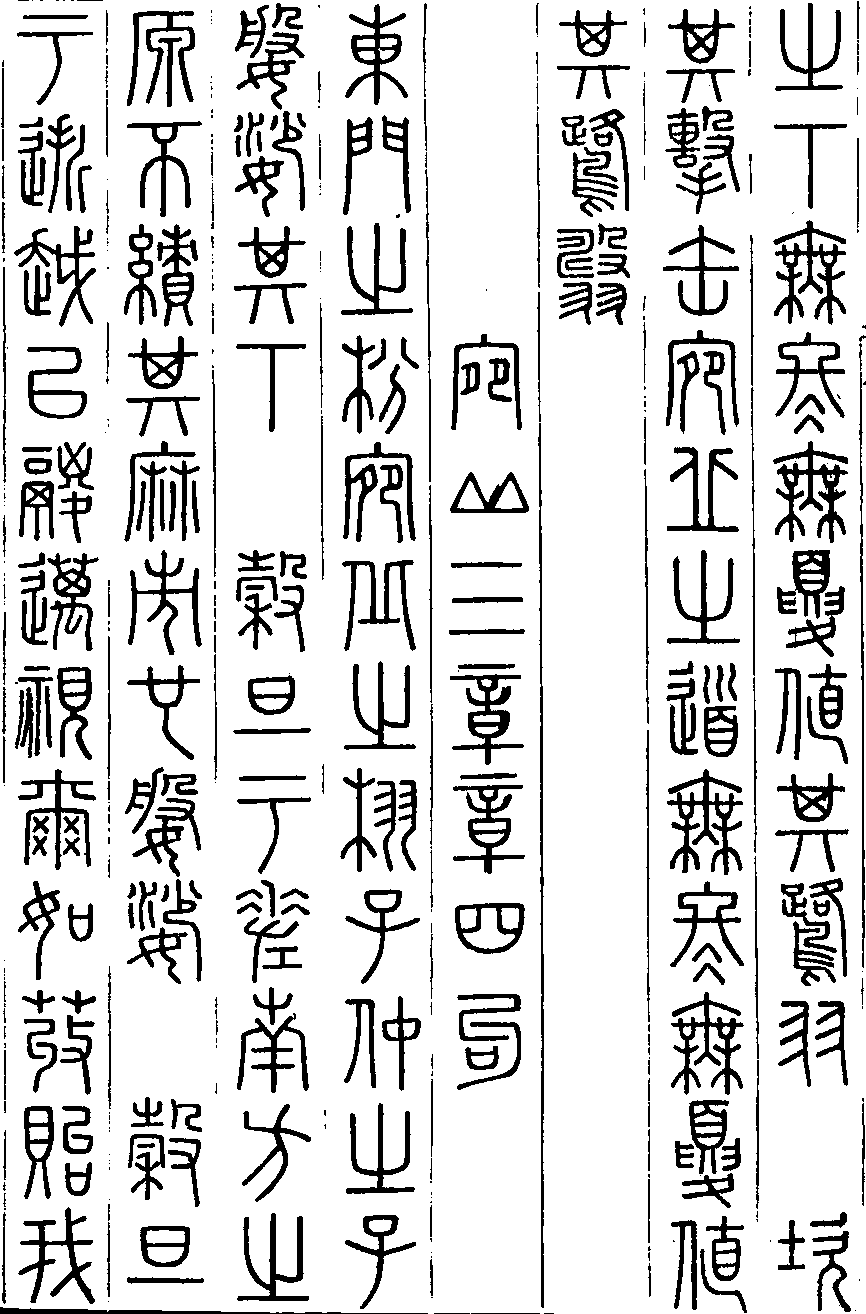 之下無冬無夏值其鷺羽　坎
其擊缶宛丘之道無冬無夏值
其鷺翿
宛丘三章章四句
東門之枌宛丘之栩子仲之子
婆娑其下　穀旦于差南方之
原不績其麻市也婆娑　穀旦
于逝越以鬷邁視爾如荍貽我